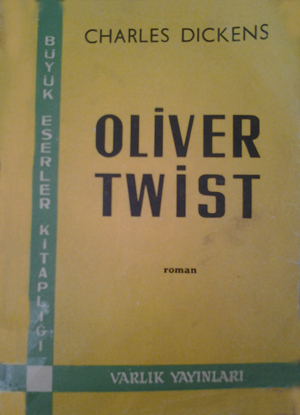 CHARLES DICKENS
BÜYÜK ESERLER KİTAPLIĞI
OLİVER
TWİST
roman
VARLIK YAYINLARI